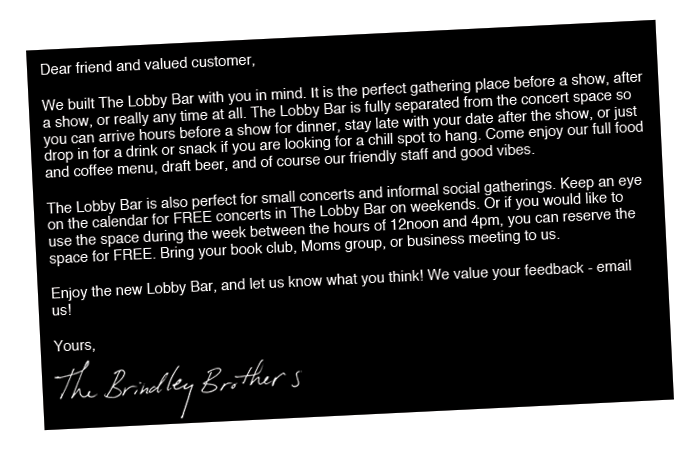 Dear friend and valued customer,
We built The Lobby Bar with you in mind. It is the perfect gathering place before a show, after
a show, or really any time at all. The Lobby Bar is fully separated from the concert space so
you can arrive hours before a show for dinner, stay late with your date after the show, or just
drop in for a drink or snack if you are looking for a chill spot to hang. Come enjoy our full food
and coffee menu, draft beer, and of course our friendly staff and good vibes.
The Lobby Bar is also perfect for small concerts and informal social gatherings. Keep an eye
on the calendar for FREE concerts in The Lobby Bar on weekends. Or if you would like to
use the space during the week between the hours of 12noon and 4pm, you can reserve the
space for FREE. Bring your book club, Moms group, or business meeting to us.
Enjoy the new Lobby Bar, and let us know what you think! We value your feedback - email
us!
Yours,
The Brindley Brothers